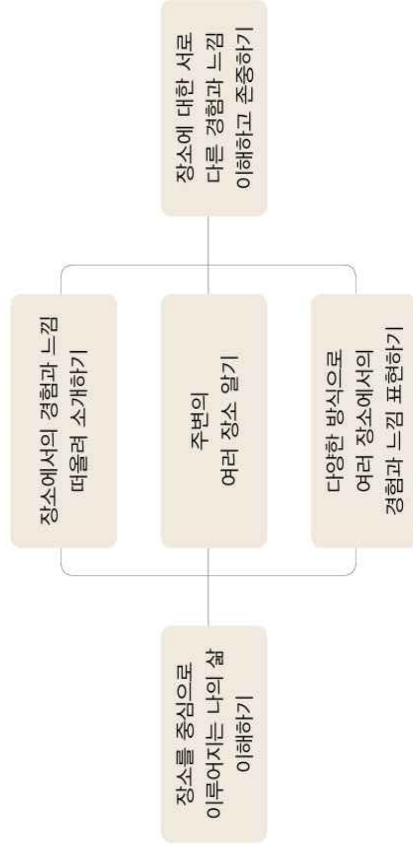 장소를 중심으로
이루어지는 나의 삶
이해하기
장소에서의 경험과 느낌
떠올려 소개하기
주변의
여러 장소 알기
다양한 방식으로
여러 장소에서의
경험과 느낌 표현하기
장소에 대한 서로
다른 경험과 느낌
이해하고 존중하기